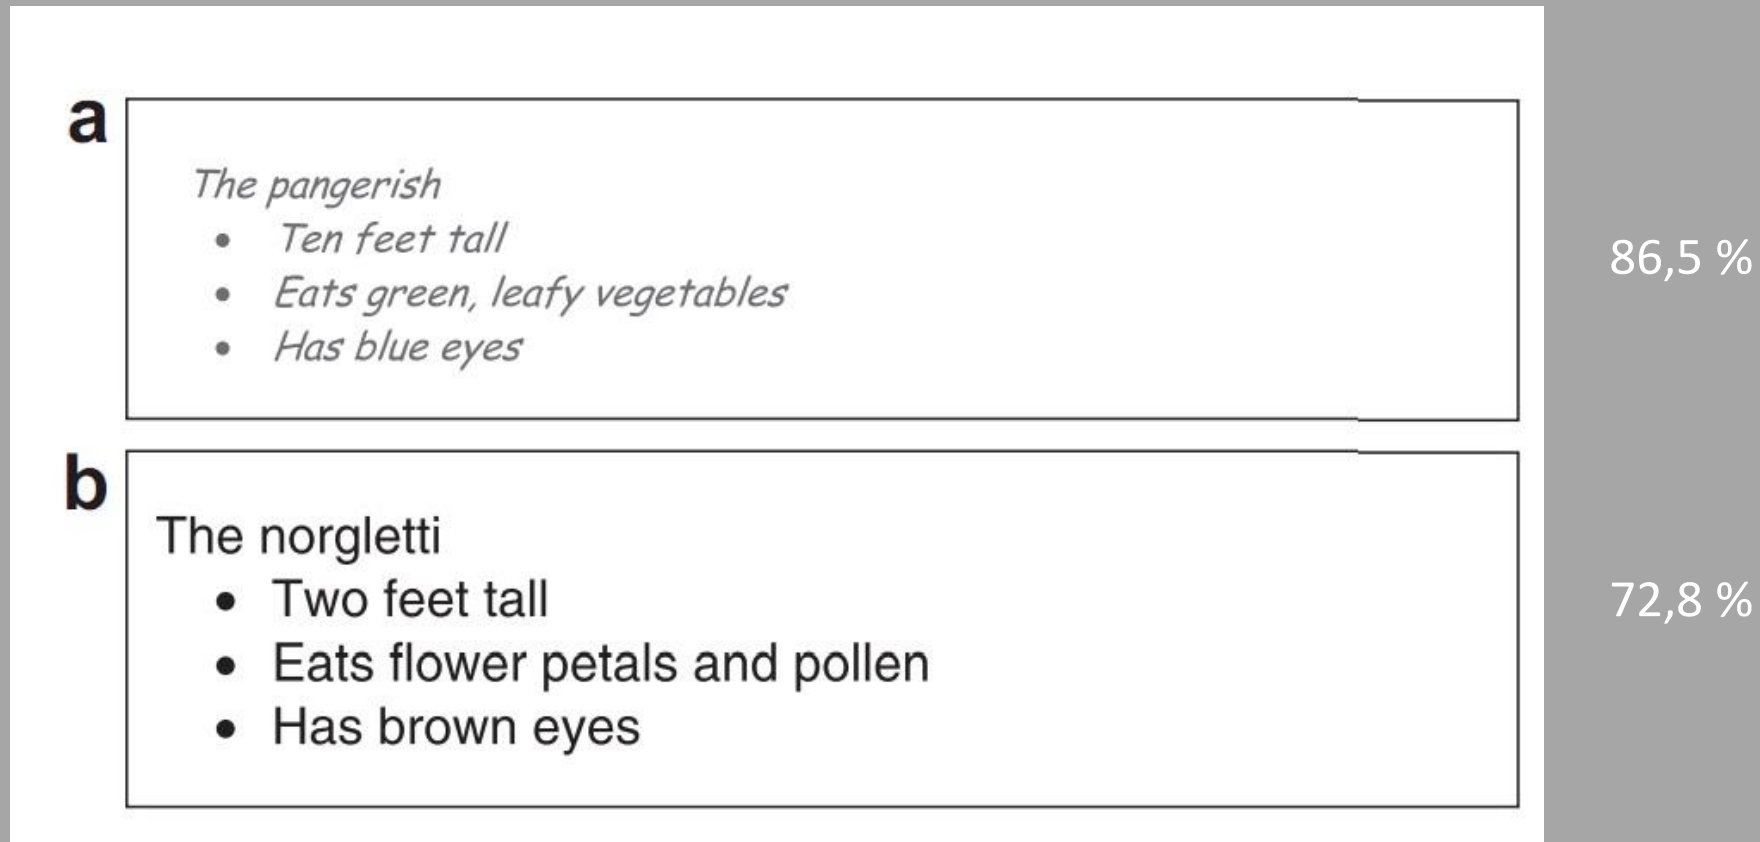 a
The pangerish
• Ten feet tall
• Eats green, leafy vegetables
• Has blue eyes
86,5 %
b
The norgletti
• Two feet tall
• Eats flower petals and pollen
• Has brown eyes
72,8 %